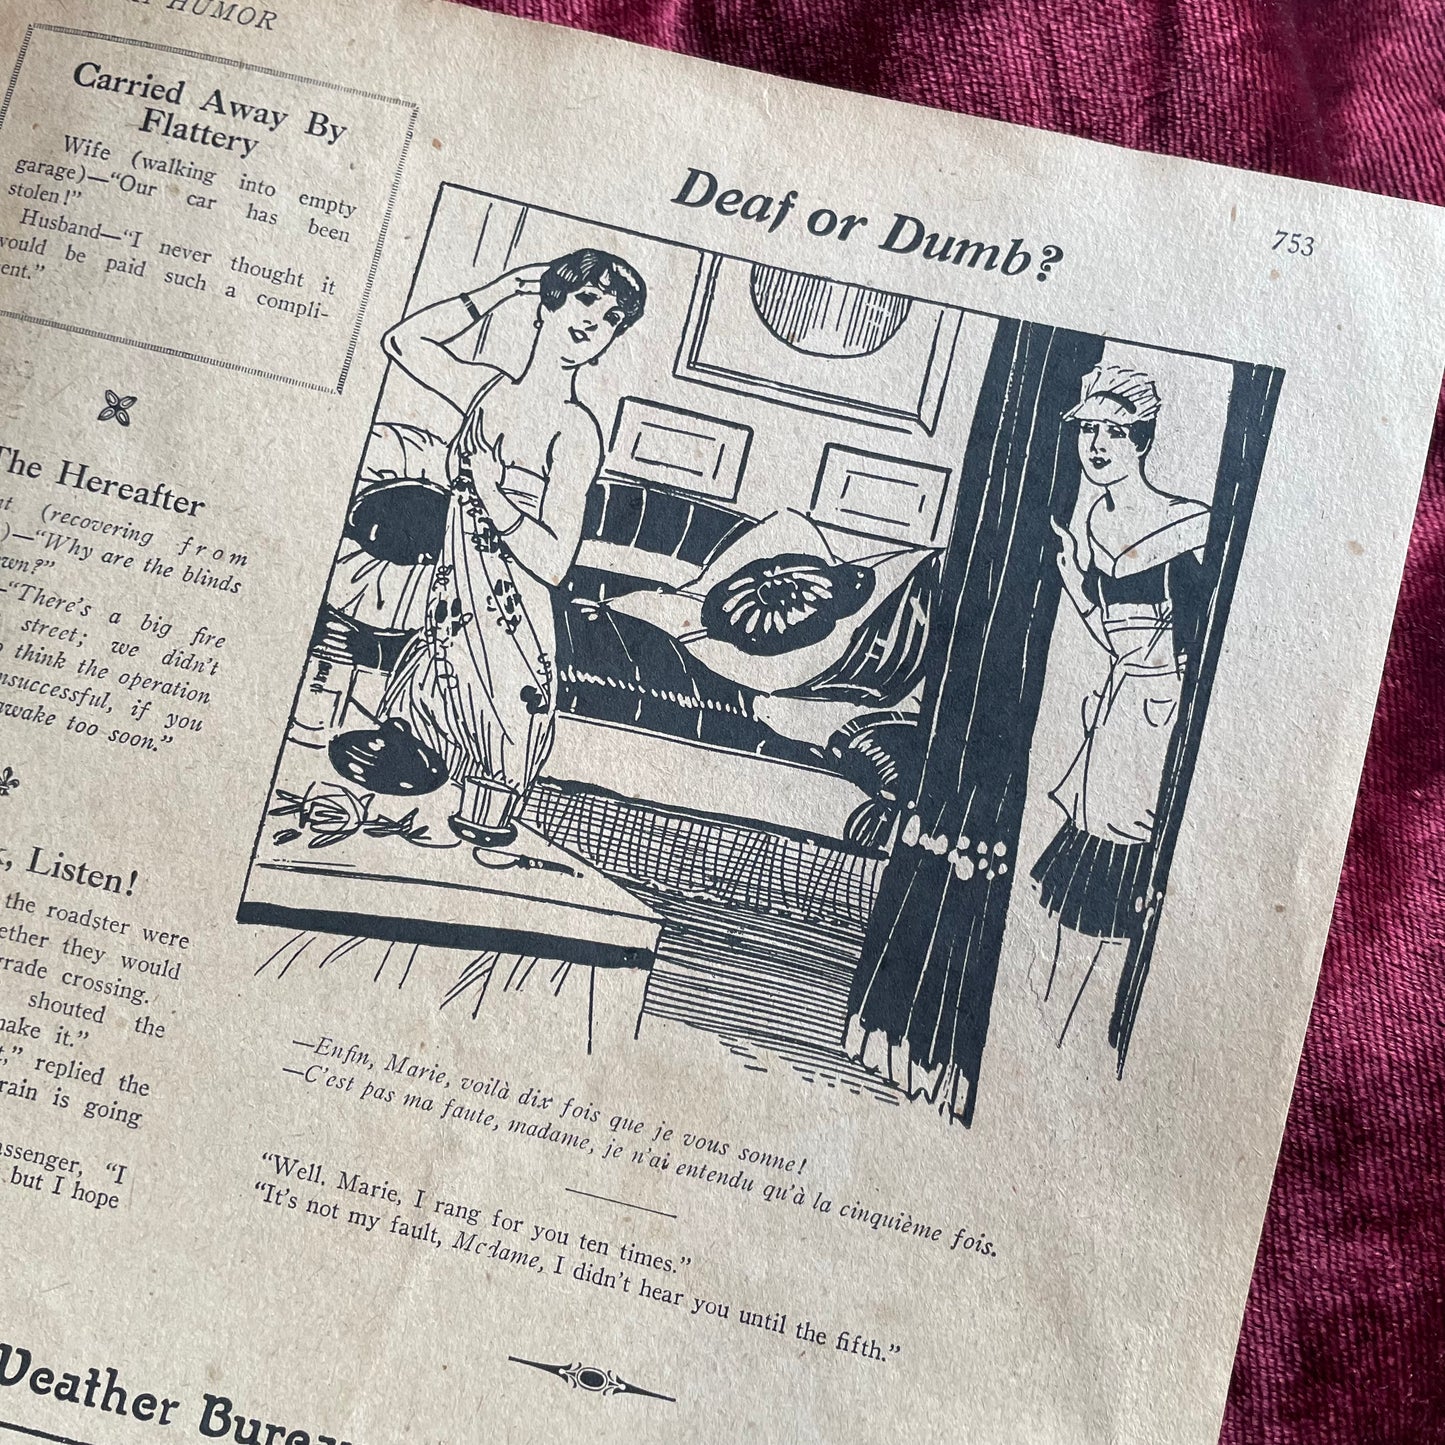 HUMOR
Carried Away By
Flattery
Wife (walking into empty
garage)—“Our car has been
stolen!”
Husband—“I never thought it
would be paid such a compli-
ent.”
The Hereafter
(recovering from
)—“Why are the blinds
wn?”
—“There's a big fire
street; we didn't
think the operation
nsuccessful, if you
awake too soon.”
, Listen!
the roadster were
ether they would
grade crossing.
shouted the
make it.”
,” replied the
rain is going
assenger, “I
but I hope
Weather Bureau
Deaf or Dumb?
753
—Enfin, Marie, voilà dix fois que je vous sonne!
—C'est pas ma faute, madame, je n'ai entendu qu'à la cinquième fois.
“Well, Marie, I rang for you ten times.”
“It's not my fault, Madame, I didn't hear you until the fifth.”